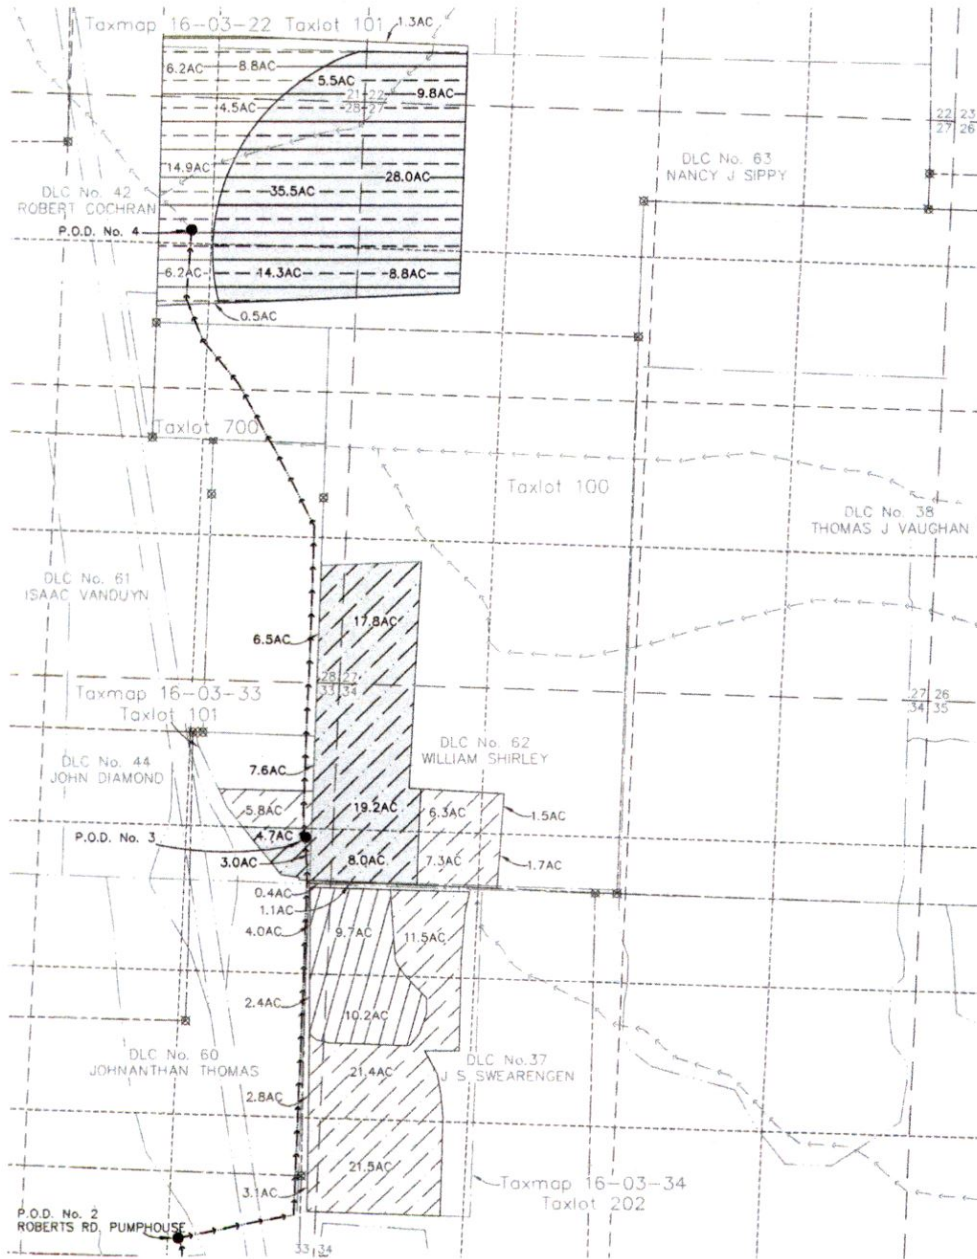 Taxmap 16-03-22 Taxlot 101
1.3AC
6.2AC
8.8AC
5.5AC
9.8AC
4.5AC
21 22
28 27
22 23
27 26
14.9AC
28.0AC
35.5AC
DLC No. 63
NANCY J SIPPY
DLC No. 42
ROBERT COCHRAN
P.O.D. No. 4
6.2AC
14.3AC
8.8AC
0.5AC
Taxlot 700
Taxlot 100
DLC No. 38
THOMAS J VAUGHAN
DLC No. 61
ISAAC VANDUYN
17.8AC
6.5AC
28 27
33 34
27 26
34 35
Taxmap 16-03-33
Taxlot 101
DLC No. 62
WILLIAM SHIRLEY
DLC No. 44
JOHN DIAMOND
7.6AC
5.8AC
19.2AC
6.3AC
1.5AC
P.O.D. No. 3
4.7AC
3.0AC
8.0AC
7.3AC
1.7AC
0.4AC
1.1AC
4.0AC
9.7AC
11.5AC
2.4AC
10.2AC
DLC No. 60
JOHNANTHAN THOMAS
DLC No.37
J S SWEARENGEN
21.4AC
2.8AC
21.5AC
3.1AC
Taxmap 16-03-34
Taxlot 202
P.O.D. No. 2
ROBERTS RD. PUMPHOUSE
33 34